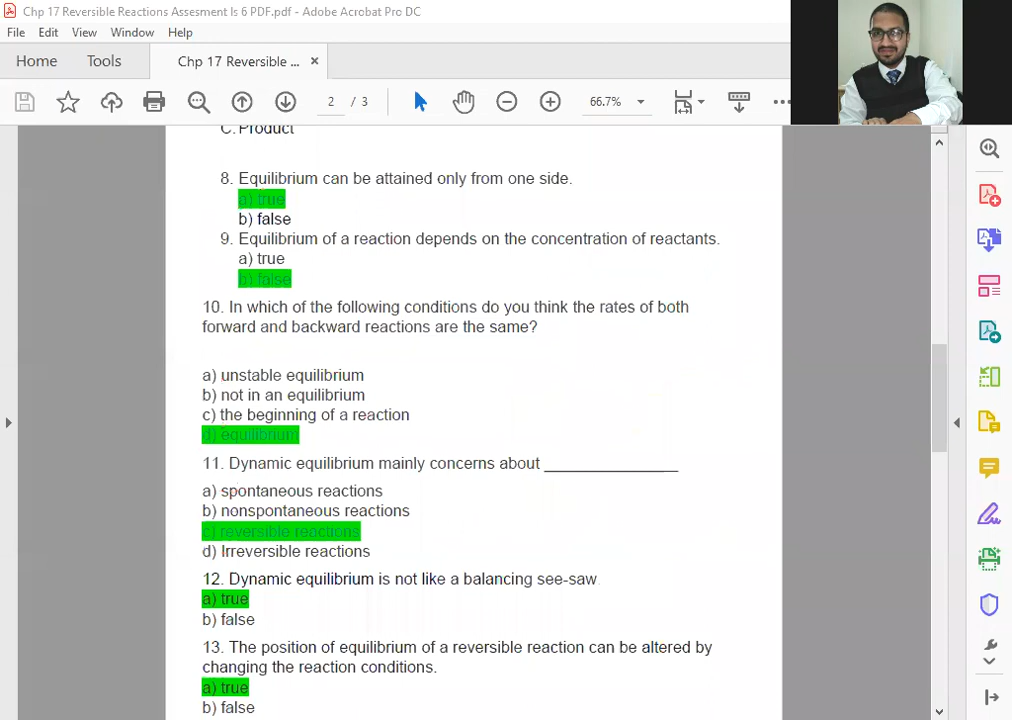 Chp 17 Reversible Reactions Assesment ls 6 PDF.pdf - Adobe Acrobat Pro DC
File Edit View Window Help
Home Tools Chp 17 Reversible ... ×
2 / 3 66.7%
C. Product
8. Equilibrium can be attained only from one side.
a) true
b) false
9. Equilibrium of a reaction depends on the concentration of reactants.
a) true
b) false
10. In which of the following conditions do you think the rates of both
forward and backward reactions are the same?
a) unstable equilibrium
b) not in an equilibrium
c) the beginning of a reaction
d) equilibrium
11. Dynamic equilibrium mainly concerns about _______________
a) spontaneous reactions
b) nonspontaneous reactions
c) reversible reactions
d) Irreversible reactions
12. Dynamic equilibrium is not like a balancing see-saw
a) true
b) false
13. The position of equilibrium of a reversible reaction can be altered by
changing the reaction conditions.
a) true
b) false